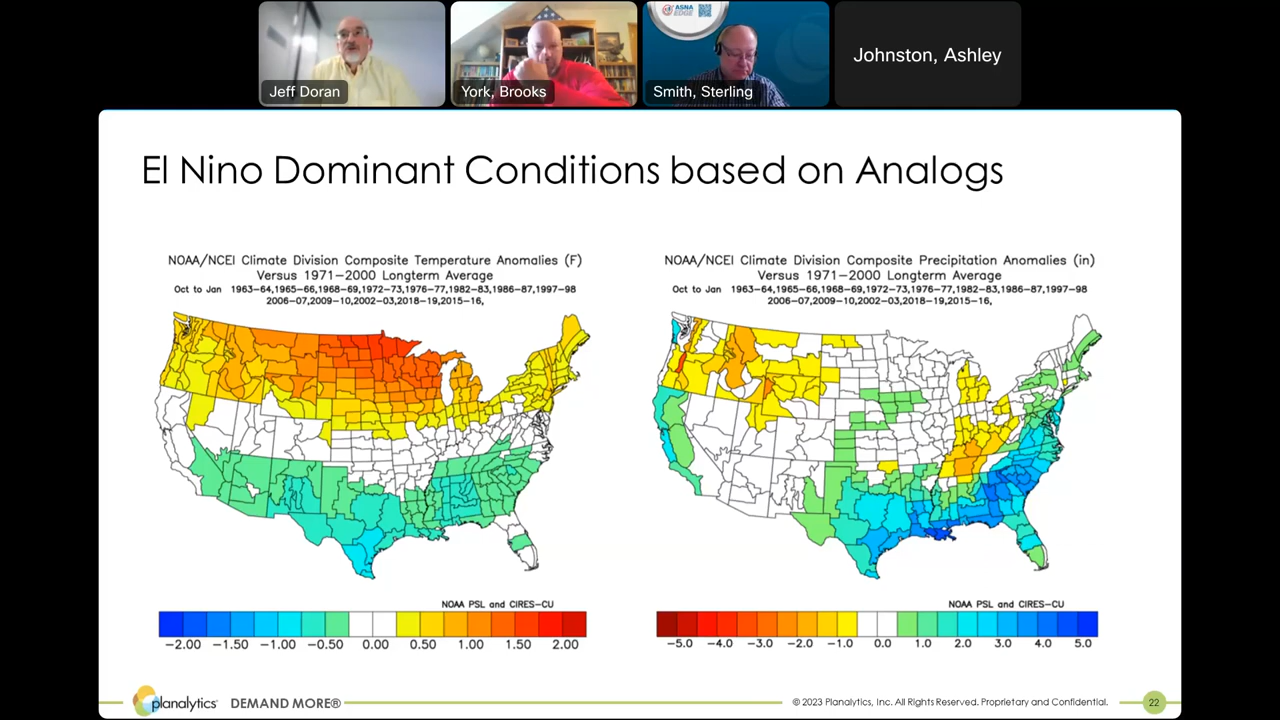 ASNA
EDGE
Jeff Doran
York, Brooks
Smith, Sterling
Johnston, Ashley
El Nino Dominant Conditions based on Analogs
NOAA/NCEI Climate Division Composite Temperature Anomalies (F)
Versus 1971-2000 Longterm Average
Oct to Jan 1963-64,1965-66,1968-69,1972-73,1976-77,1982-83,1986-87,1997-98
2006-07,2009-10,2002-03,2018-19,2015-16,
NOAA PSL and CIRES-CU
-2.00 -1.50 -1.00 -0.50 0.00 0.50 1.00 1.50 2.00
NOAA/NCEI Climate Division Composite Precipitation Anomalies (in)
Versus 1971-2000 Longterm Average
Oct to Jan 1963-64,1965-66,1968-69,1972-73,1976-77,1982-83,1986-87,1997-98
2006-07,2009-10,2002-03,2018-19,2015-16,
NOAA PSL and CIRES-CU
-5.0 -4.0 -3.0 -2.0 -1.0 0.0 1.0 2.0 3.0 4.0 5.0
planalytics DEMAND MORE®
© 2023 Planalytics, Inc. All Rights Reserved. Proprietary and Confidential.
22